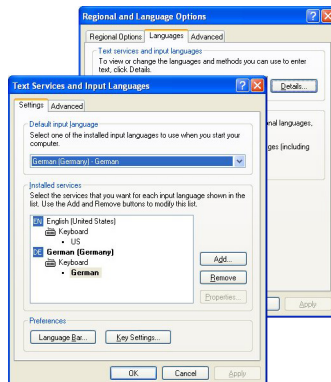 Regional and Language Options
Regional Options Languages Advanced
Text services and input languages
To view or change the languages and methods you can use to enter
text, click Details.
Details...
nal languages,
ges (including
Apply
Text Services and Input Languages
Settings Advanced
Default input language
Select one of the installed input languages to use when you start your
computer.
German (Germany) - German
Installed services
Select the services that you want for each input language shown in the
list. Use the Add and Remove buttons to modify this list.
EN English (United States)
Keyboard
• US
DE German (Germany)
Keyboard
• German
Add...
Remove
Properties...
Preferences
Language Bar... Key Settings...
OK Cancel Apply